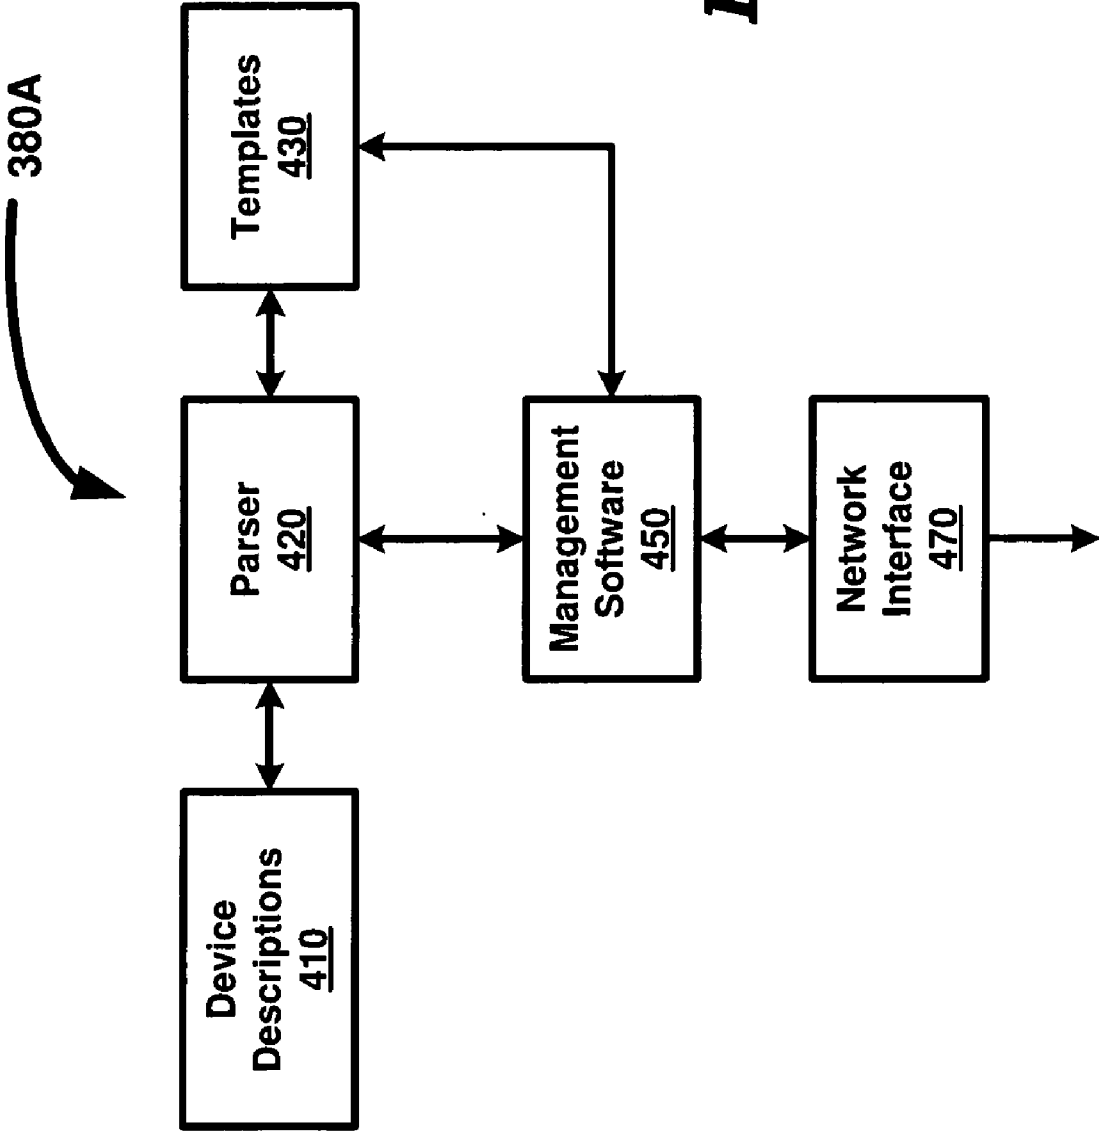 380A
Device
Descriptions
410
Parser
420
Templates
430
Management
Software
450
Network
Interface
470